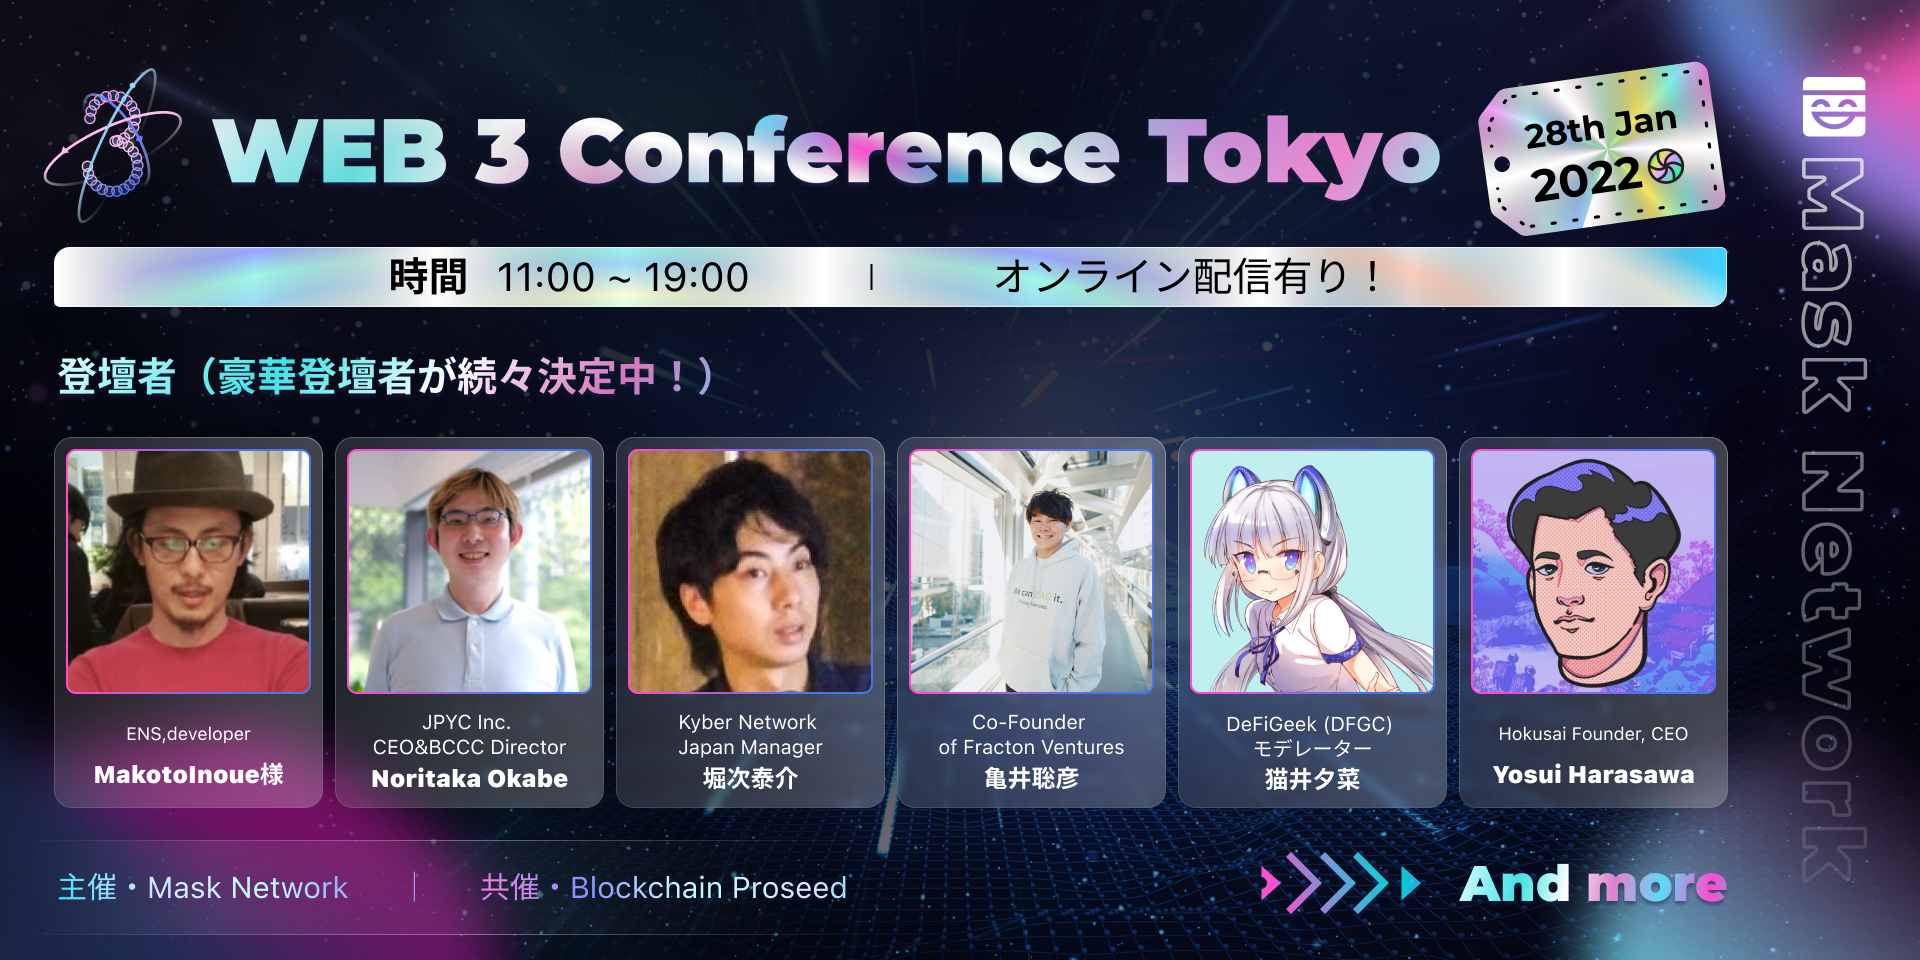 WEB 3 Conference Tokyo
28th Jan
2022
時間 11:00 ~ 19:00 | オンライン配信有り！
登壇者（豪華登壇者が続々決定中！）
ENS,developer
MakotoInoue様
JPYC Inc.
CEO&BCCC Director
Noritaka Okabe
Kyber Network
Japan Manager
堀次泰介
We can DAO it.
Co-Founder
of Fracton Ventures
亀井聡彦
DeFiGeek (DFGC)
モデレーター
猫井夕菜
Hokusai Founder, CEO
Yosui Harasawa
主催・Mask Network | 共催・Blockchain Proseed
And more
Mask Network